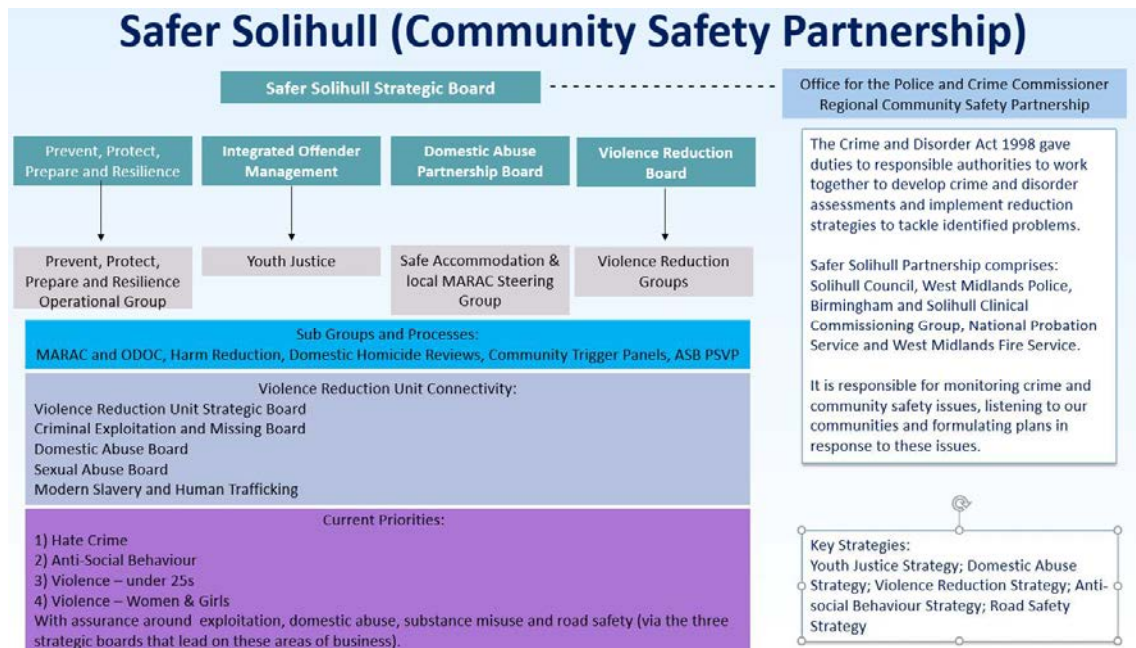 Safer Solihull (Community Safety Partnership)
Safer Solihull Strategic Board
Office for the Police and Crime Commissioner
Regional Community Safety Partnership
Prevent, Protect,
Prepare and Resilience
Integrated Offender
Management
Domestic Abuse
Partnership Board
Violence Reduction
Board
Prevent, Protect,
Prepare and Resilience
Operational Group
Youth Justice
Safe Accommodation &
local MARAC Steering
Group
Violence Reduction
Groups
Sub Groups and Processes:
MARAC and ODOC, Harm Reduction, Domestic Homicide Reviews, Community Trigger Panels, ASB PSVP
Violence Reduction Unit Connectivity:
Violence Reduction Unit Strategic Board
Criminal Exploitation and Missing Board
Domestic Abuse Board
Sexual Abuse Board
Modern Slavery and Human Trafficking
Current Priorities:
1) Hate Crime
2) Anti-Social Behaviour
3) Violence – under 25s
4) Violence – Women & Girls
With assurance around exploitation, domestic abuse, substance misuse and road safety (via the three
strategic boards that lead on these areas of business).
The Crime and Disorder Act 1998 gave
duties to responsible authorities to work
together to develop crime and disorder
assessments and implement reduction
strategies to tackle identified problems.
Safer Solihull Partnership comprises:
Solihull Council, West Midlands Police,
Birmingham and Solihull Clinical
Commissioning Group, National Probation
Service and West Midlands Fire Service.
It is responsible for monitoring crime and
community safety issues, listening to our
communities and formulating plans in
response to these issues.
Key Strategies:
Youth Justice Strategy; Domestic Abuse
Strategy; Violence Reduction Strategy; Anti-
social Behaviour Strategy; Road Safety
Strategy